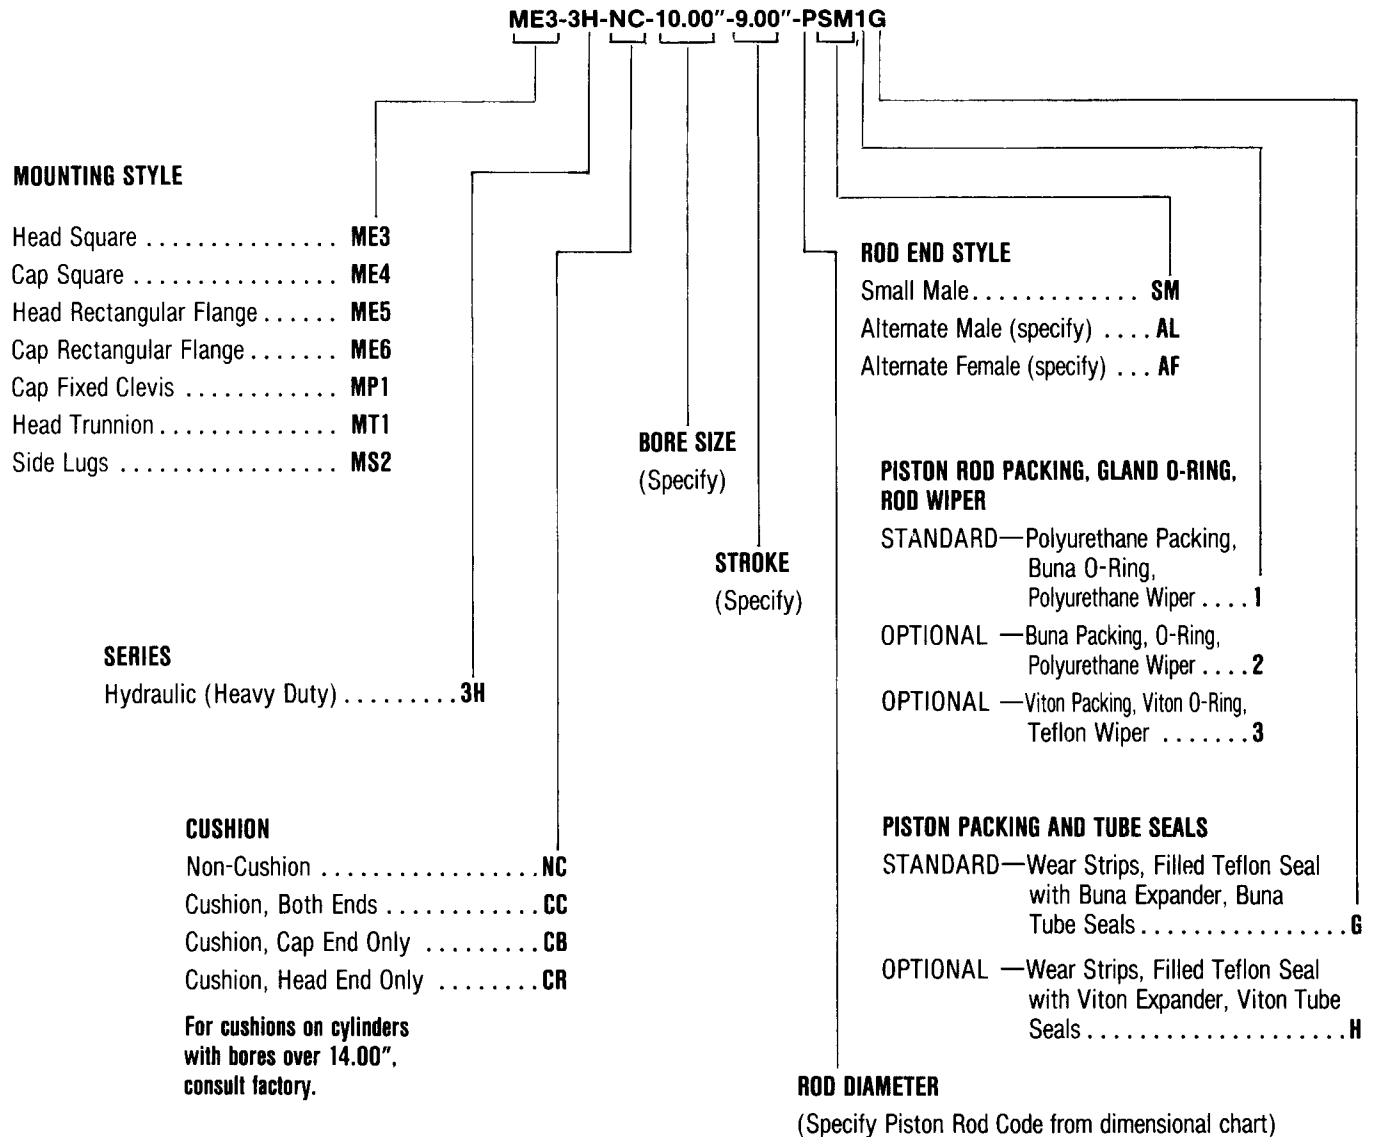 ME3-3H-NC-10.00"-9.00"-PSM1G
MOUNTING STYLE
Head Square ............... ME3
Cap Square ................ ME4
Head Rectangular Flange ...... ME5
Cap Rectangular Flange ....... ME6
Cap Fixed Clevis ............ MP1
Head Trunnion .............. MT1
Side Lugs ................. MS2
SERIES
Hydraulic (Heavy Duty) ......... 3H
CUSHION
Non-Cushion .................. NC
Cushion, Both Ends ............ CC
Cushion, Cap End Only ......... CB
Cushion, Head End Only ........ CR
For cushions on cylinders
with bores over 14.00",
consult factory.
BORE SIZE
(Specify)
STROKE
(Specify)
ROD END STYLE
Small Male ............. SM
Alternate Male (specify) .... AL
Alternate Female (specify) ... AF
PISTON ROD PACKING, GLAND O-RING,
ROD WIPER
STANDARD—Polyurethane Packing,
Buna O-Ring,
Polyurethane Wiper .... 1
OPTIONAL —Buna Packing, O-Ring,
Polyurethane Wiper .... 2
OPTIONAL —Viton Packing, Viton O-Ring,
Teflon Wiper ....... 3
PISTON PACKING AND TUBE SEALS
STANDARD—Wear Strips, Filled Teflon Seal
with Buna Expander, Buna
Tube Seals ................ G
OPTIONAL —Wear Strips, Filled Teflon Seal
with Viton Expander, Viton Tube
Seals .................... H
ROD DIAMETER
(Specify Piston Rod Code from dimensional chart)